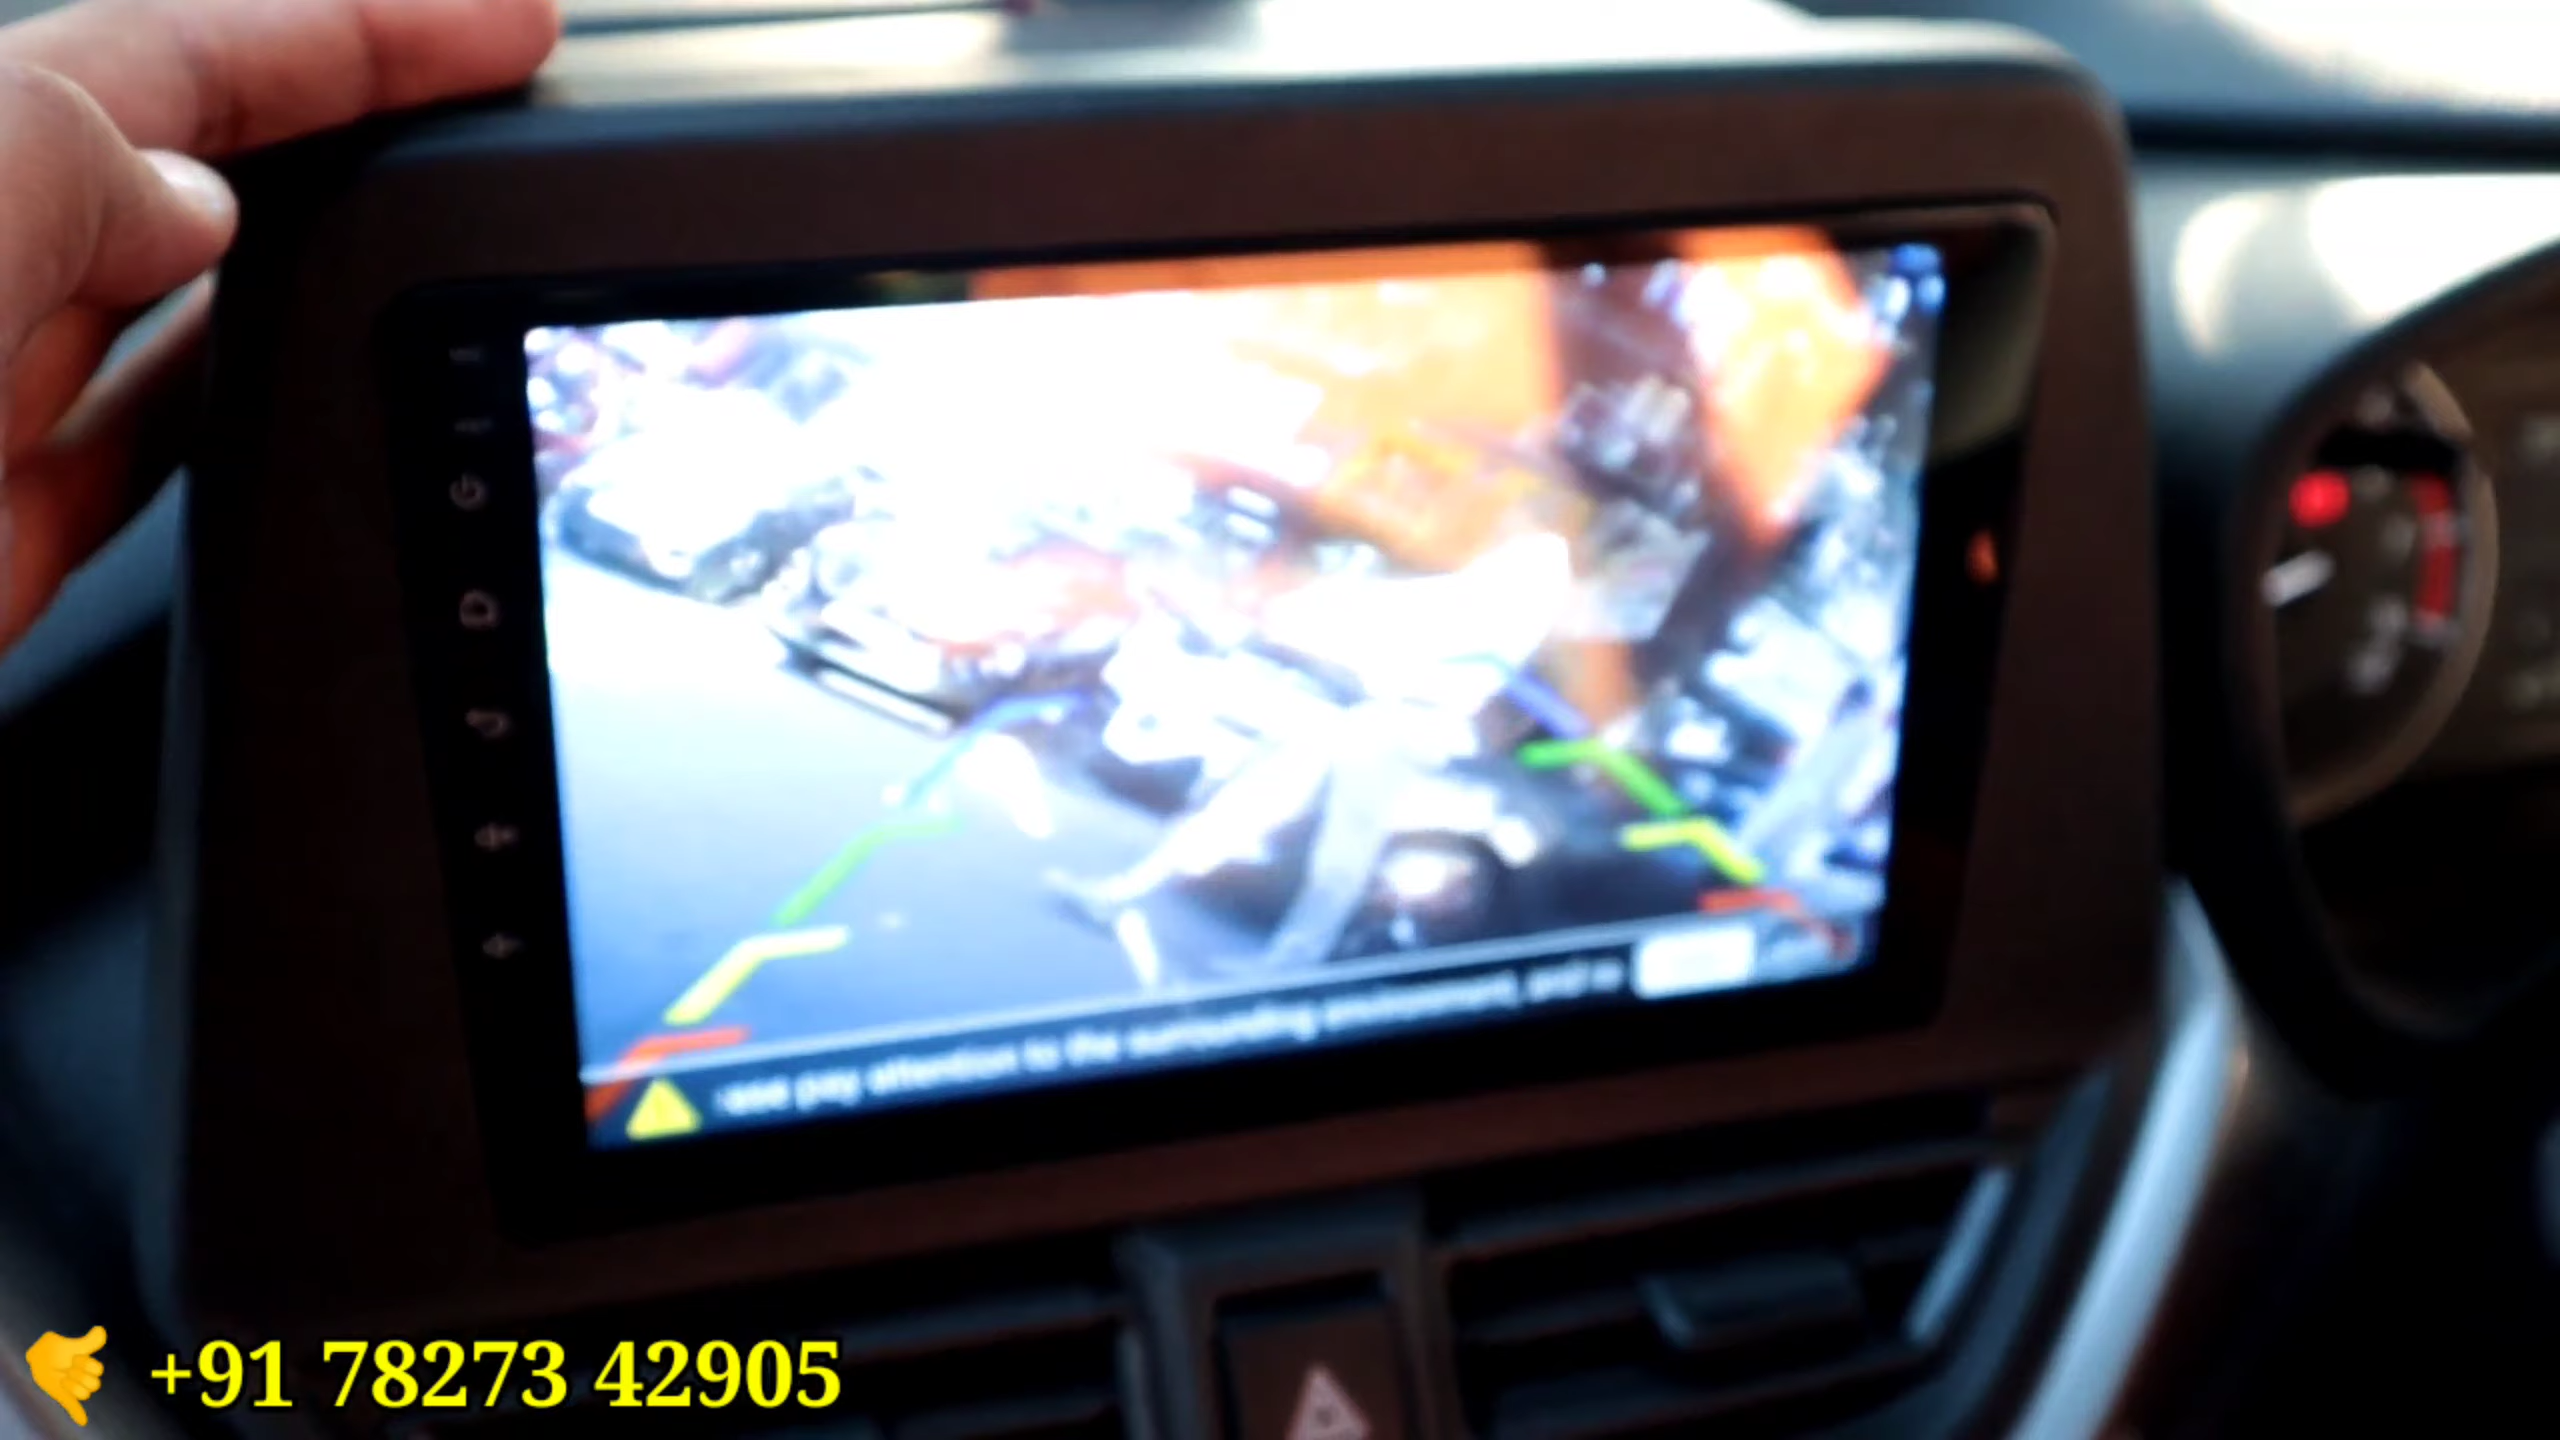 pay attention to the surrounding environment, and
+91 78273 42905